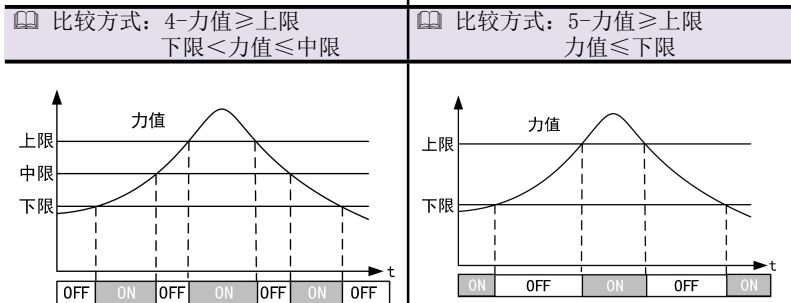 比较方式：4-力值≥上限
下限＜力值≤中限
比较方式：5-力值≥上限
力值≤下限
力值
上限
中限
下限
t
OFF ON OFF ON OFF ON OFF
力值
上限
下限
t
ON OFF ON OFF ON